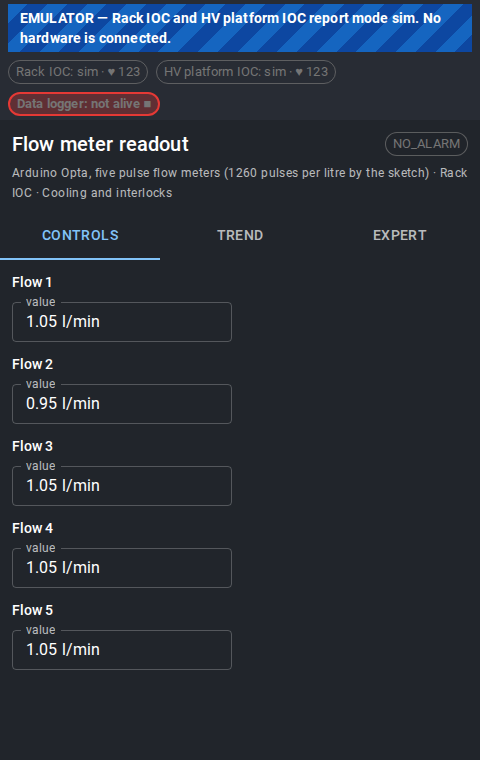 EMULATOR — Rack IOC and HV platform IOC report mode sim. No
hardware is connected.
Rack IOC: sim · ♥ 123
HV platform IOC: sim · ♥ 123
Data logger: not alive ■
Flow meter readout
NO_ALARM
Arduino Opta, five pulse flow meters (1260 pulses per litre by the sketch) · Rack
IOC · Cooling and interlocks
CONTROLS
TREND
EXPERT
Flow 1
value
1.05 l/min
Flow 2
value
0.95 l/min
Flow 3
value
1.05 l/min
Flow 4
value
1.05 l/min
Flow 5
value
1.05 l/min